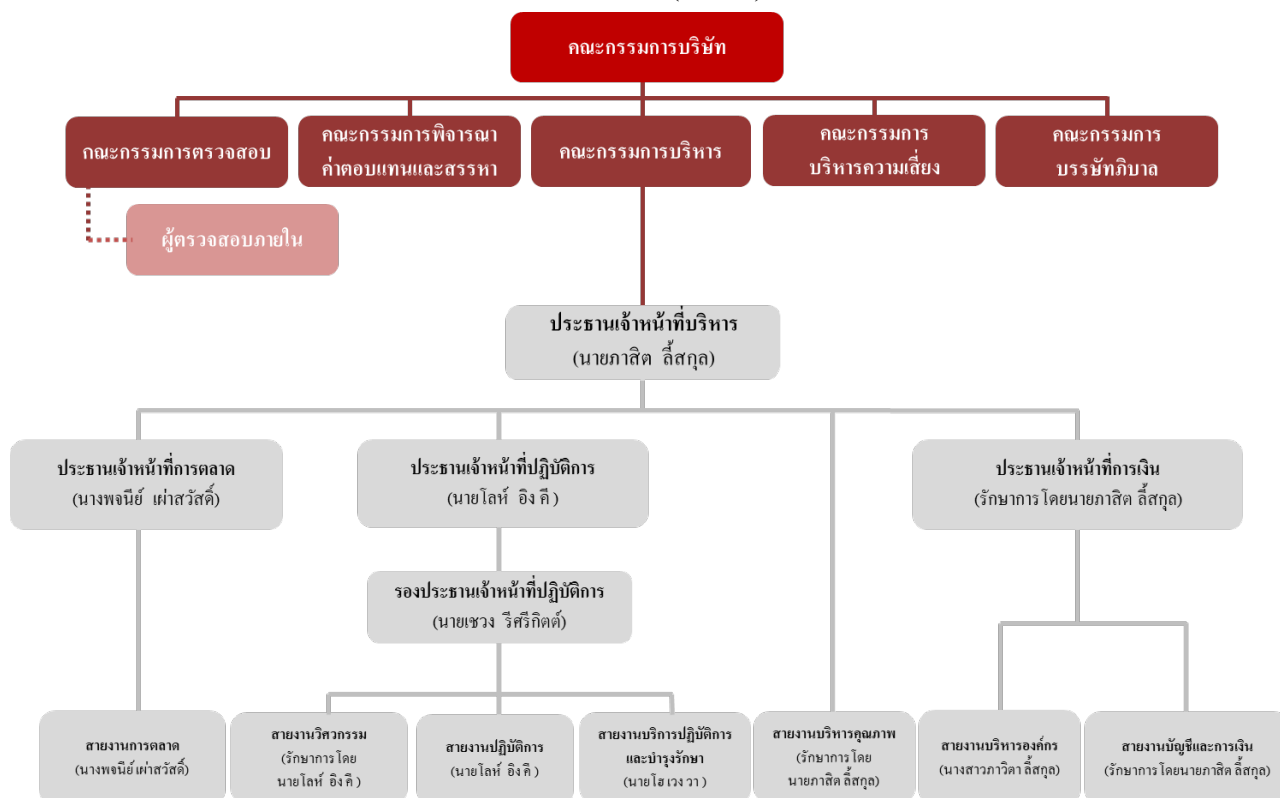 คณะกรรมการบริษัท
กณะกรรมการตรวจสอบ
คณะกรรมการพิจารณา
ค่าตอบแทนและสรรหา
คณะกรรมการบริหาร
คณะกรรมการ
บริหารความเสี่ยง
คณะกรรมการ
บรรษัทภิบาล
ผู้ตรวจสอบภายใน
ประธานเจ้าหน้าที่บริหาร
(นายภาสิต ลี้สกุล)
ประธานเจ้าหน้าที่การตลาด
(นางพจนีย์ เผ่าสวัสดิ์)
ประธานเจ้าหน้าที่ปฏิบัติการ
(นายโลห์ อิง คี )
ประธานเจ้าหน้าที่การเงิน
(รักษาการ โดยนายภาสิต ลี้สกุล)
รองประธานเจ้าหน้าที่ปฏิบัติการ
(นายเชวง รีศรีกิตต์)
สายงานการตลาด
(นางพจนีย์ เผ่าสวัสดิ์)
สายงานวิศวกรรม
(รักษาการ โดย
นายโลห์ อิง คี )
สายงานปฏิบัติการ
(นายโลห์ อิง คี )
สายงานบริการปฏิบัติการ
และบำรุงรักษา
(นายโฮ เวง วา )
สายงานบริหารคุณภาพ
(รักษาการ โดย
นายภาสิต ลี้สกุล)
สายงานบริหารองค์กร
(นางสาวภาวิตา ลี้สกุล)
สายงานบัญชีและการเงิน
(รักษาการ โดยนายภาสิต ลี้สกุล)